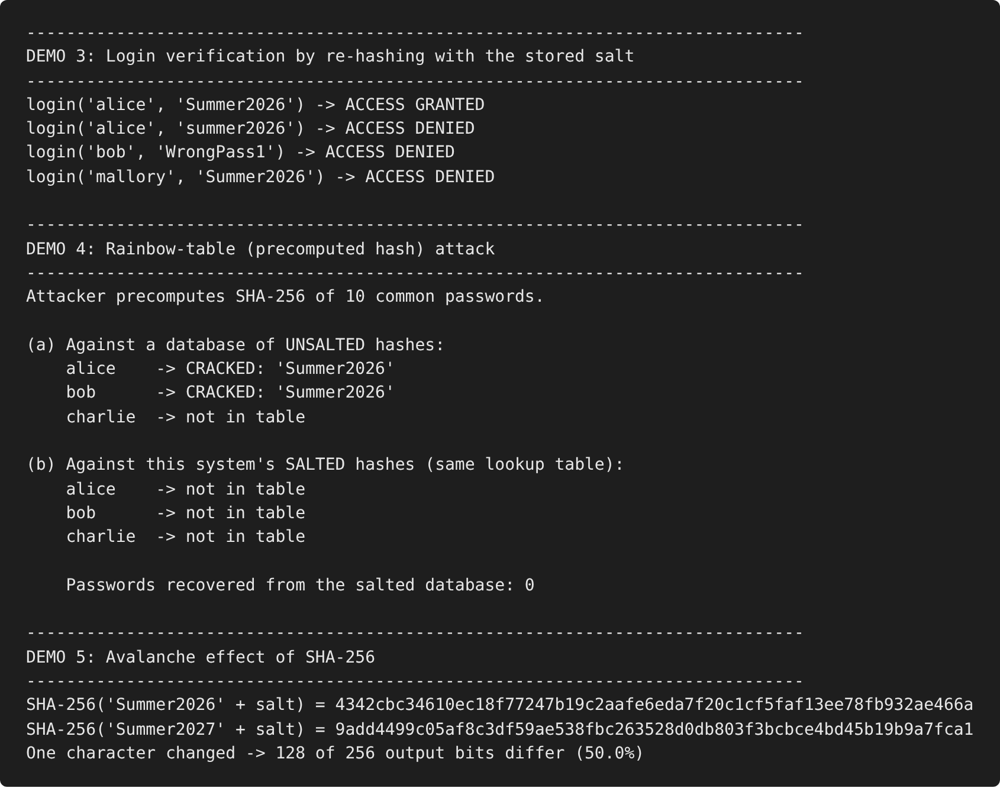 ------------------------------------------------------------------------------
DEMO 3: Login verification by re-hashing with the stored salt
------------------------------------------------------------------------------
login('alice', 'Summer2026') -> ACCESS GRANTED
login('alice', 'summer2026') -> ACCESS DENIED
login('bob', 'WrongPass1') -> ACCESS DENIED
login('mallory', 'Summer2026') -> ACCESS DENIED
------------------------------------------------------------------------------
DEMO 4: Rainbow-table (precomputed hash) attack
------------------------------------------------------------------------------
Attacker precomputes SHA-256 of 10 common passwords.
(a) Against a database of UNSALTED hashes:
    alice    -> CRACKED: 'Summer2026'
    bob      -> CRACKED: 'Summer2026'
    charlie  -> not in table
(b) Against this system's SALTED hashes (same lookup table):
    alice    -> not in table
    bob      -> not in table
    charlie  -> not in table
    Passwords recovered from the salted database: 0
------------------------------------------------------------------------------
DEMO 5: Avalanche effect of SHA-256
------------------------------------------------------------------------------
SHA-256('Summer2026' + salt) = 4342cbc34610ec18f77247b19c2aafe6eda7f20c1cf5faf13ee78fb932ae466a
SHA-256('Summer2027' + salt) = 9add4499c05af8c3df59ae538fbc263528d0db803f3bcbce4bd45b19b9a7fca1
One character changed -> 128 of 256 output bits differ (50.0%)